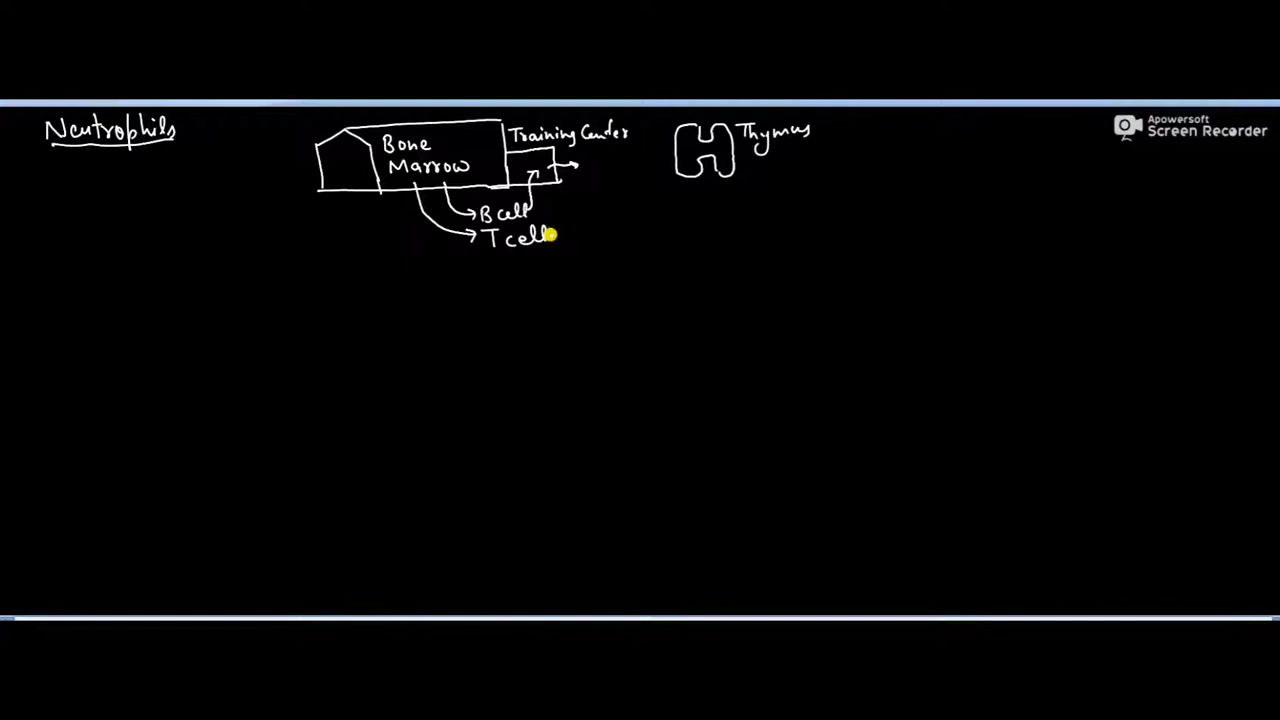 Neutrophils
Bone
Marrow
Training Center
Thymus
B cell
T cell
Apowersoft
Screen Recorder